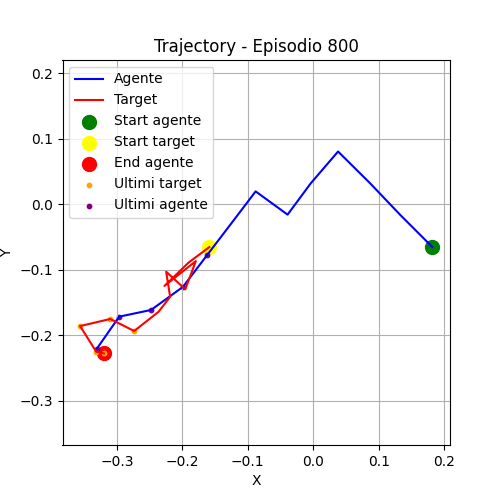 Trajectory - Episodio 800
0.2
0.1
0.0
−0.1
−0.2
−0.3
Y
Agente
Target
Start agente
Start target
End agente
Ultimi target
Ultimi agente
−0.3
−0.2
−0.1
0.0
0.1
0.2
X